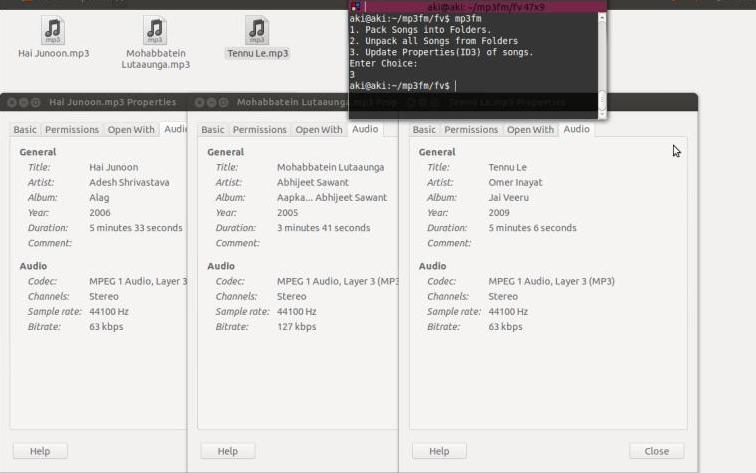 aki@aki: ~/mp3fm/fv 47x9
aki@aki:~/mp3fm/fv$ mp3fm
1. Pack Songs into Folders.
2. Unpack all Songs from Folders
3. Update Properties(ID3) of songs.
Enter Choice:
3
aki@aki:~/mp3fm/fv$
mp3
mp3
mp3
Hai Junoon.mp3
Mohabbatein
Lutaaunga.mp3
Tennu Le.mp3
Hai Junoon.mp3 Properties
Basic Permissions Open With Audi
General
Title: Hai Junoon
Artist: Adesh Shrivastava
Album: Alag
Year: 2006
Duration: 5 minutes 33 seconds
Comment:
Audio
Codec: MPEG 1 Audio, Layer 3
Channels: Stereo
Sample rate: 44100 Hz
Bitrate: 63 kbps
Help
Mohabbatein Lutaaunga.mp3 Prop
Basic Permissions Open With Audio
General
Title: Mohabbatein Lutaaunga
Artist: Abhijeet Sawant
Album: Aapka... Abhijeet Sawant
Year: 2005
Duration: 3 minutes 41 seconds
Comment:
Audio
Codec: MPEG 1 Audio, Layer 3 (MP3
Channels: Stereo
Sample rate: 44100 Hz
Bitrate: 127 kbps
Help
Tennu Le.mp3 Properties
Basic Permissions Open With Audio
General
Title: Tennu Le
Artist: Omer Inayat
Album: Jai Veeru
Year: 2009
Duration: 5 minutes 6 seconds
Comment:
Audio
Codec: MPEG 1 Audio, Layer 3 (MP3)
Channels: Stereo
Sample rate: 44100 Hz
Bitrate: 63 kbps
Help
Close